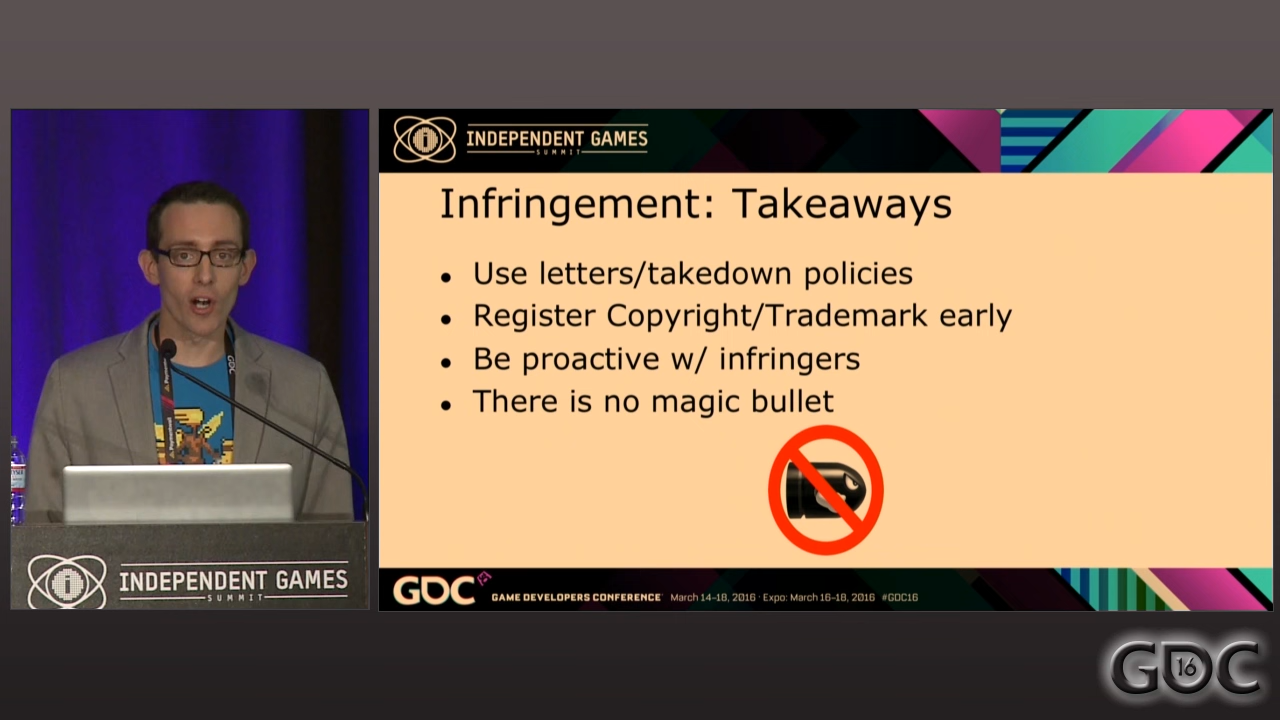 INDEPENDENT GAMES
SUMMIT
Infringement: Takeaways
• Use letters/takedown policies
• Register Copyright/Trademark early
• Be proactive w/ infringers
• There is no magic bullet
GDC GAME DEVELOPERS CONFERENCE March 14-18, 2016 · Expo: March 16-18, 2016 #GDC16
GDC
INDEPENDENT GAMES
SUMMIT
GDC 16